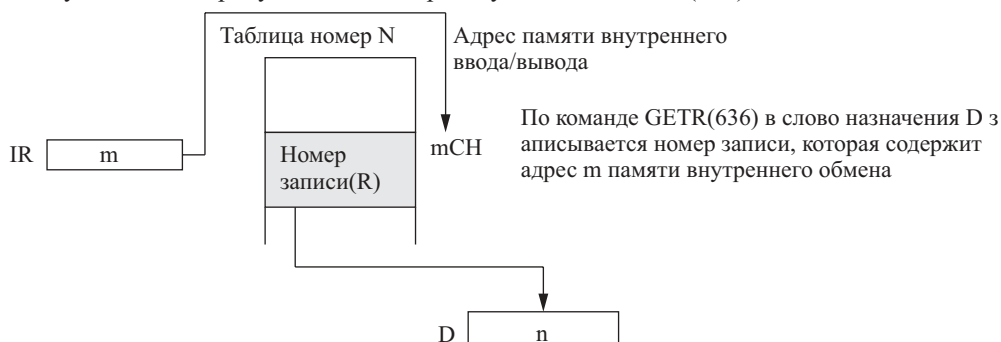 Таблица номер N
Адрес памяти внутреннего
ввода/вывода
IR
m
mCH
Номер
записи(R)
По команде GETR(636) в слово назначения D з
аписывается номер записи, которая содержит
адрес m памяти внутреннего обмена
D
n